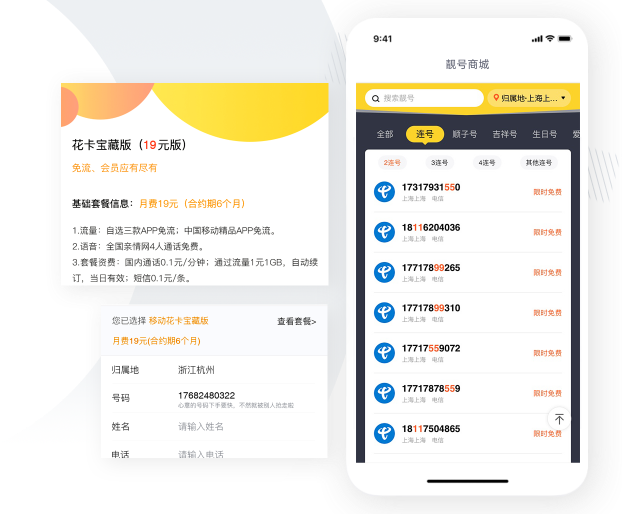 花卡宝藏版（19元版）
免流、会员应有尽有
基础套餐信息：月费19元（合约期6个月）
1.流量：自选三款APP免流；中国移动精品APP免流。
2.语音：全国亲情网4人通话免费。
3.套餐资费：国内通话0.1元/分钟；通过流量1元1GB，自动续
订，当日有效；短信0.1元/条。
您已选择 移动花卡宝藏版 查看套餐>
月费19元(合约期6个月)
归属地 浙江杭州
号码 17682480322
心意的号码下手要快，不然就被别人抢走啦
姓名 请输入姓名
电话 请输入电话
9:41
靓号商城
搜索靓号 归属地-上海上...
全部 连号 顺子号 吉祥号 生日号 爱
2连号 3连号 4连号 其他连号
17317931550 限时免费
上海上海 电信
18116204036 限时免费
上海上海 电信
17717899265 限时免费
上海上海 电信
17717899310 限时免费
上海上海 电信
17717559072 限时免费
上海上海 电信
17717878559 限时免费
上海上海 电信
18117504865 限时免费
上海上海 电信